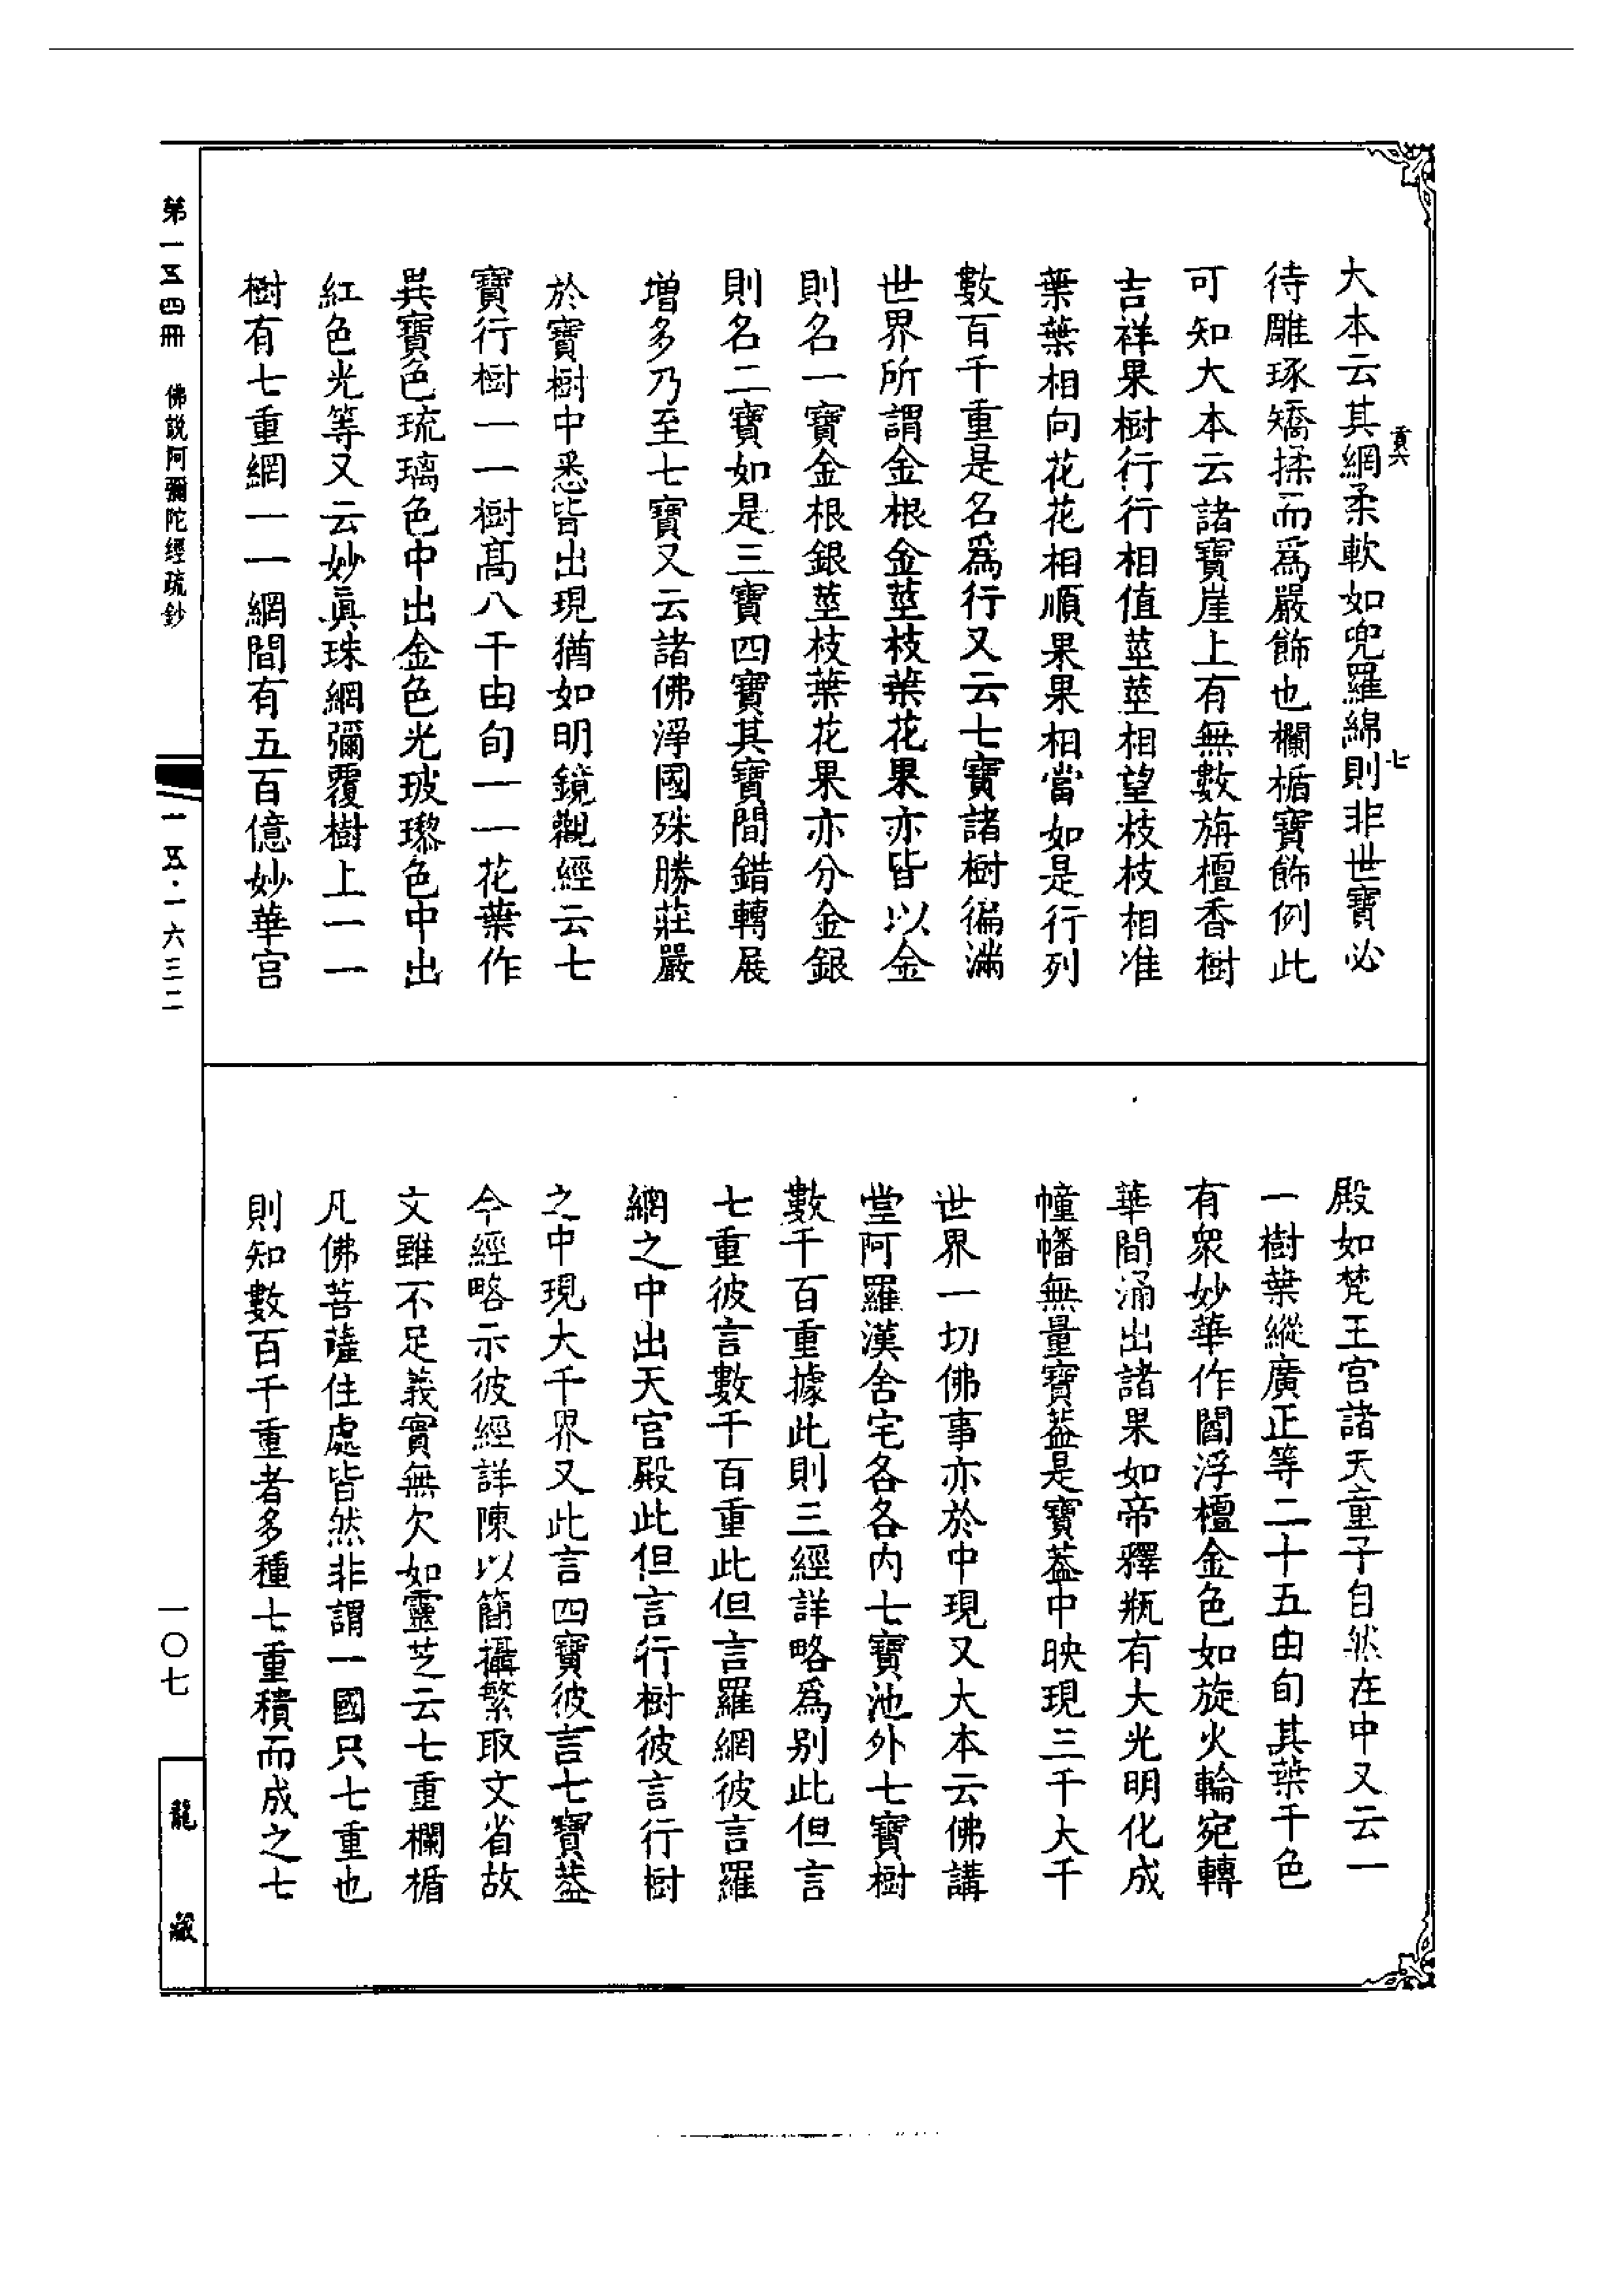 貢六
七
大本云其網柔軟如兜羅綿則非世寶必
待雕琢矯揉而爲嚴飾也欄楯寶飾例此
可知大本云諸寶崖上有無數旃檀香樹
吉祥果樹行行相值莖莖相望枝枝相准
葉葉相向花花相順果果相當如是行列
數百千重是名爲行又云七寶諸樹徧滿
世界所謂金根金莖枝葉花果亦皆以金
則名一寶金根銀莖枝葉花果亦分金銀
則名二寶如是三寶四寶其寶間錯轉展
增多乃至七寶又云諸佛淨國殊勝莊嚴
於寶樹中悉皆出現猶如明鏡觀經云七
寶行樹一一樹高八千由旬一一花葉作
異寶色琉璃色中出金色光玻瓈色中出
紅色光等又云妙眞珠網彌覆樹上一一
樹有七重網一一網間有五百億妙華宮
殿如梵王宮諸天童子自然在中又云一
一樹葉縱廣正等二十五由旬其葉千色
有衆妙華作閻浮檀金色如旋火輪宛轉
華間涌出諸果如帝釋瓶有大光明化成
幢幡無量寶葢是寶葢中映現三千大千
世界一切佛事亦於中現又大本云佛講
堂阿羅漢舍宅各各內七寶池外七寶樹
數千百重據此則三經詳略爲别此但言
七重彼言數千百重此但言羅網彼言羅
網之中出天宮殿此但言行樹彼言行樹
之中現大千界又此言四寶彼言七寶葢
今經略示彼經詳陳以簡攝繁取文省故
文雖不足義實無欠如靈芝云七重欄楯
凡佛菩薩住處皆然非謂一國只七重也
則知數百千重者多種七重積而成之七
第一五四冊 佛說阿彌陀經疏鈔
一五·一六三二
一〇七
龍藏